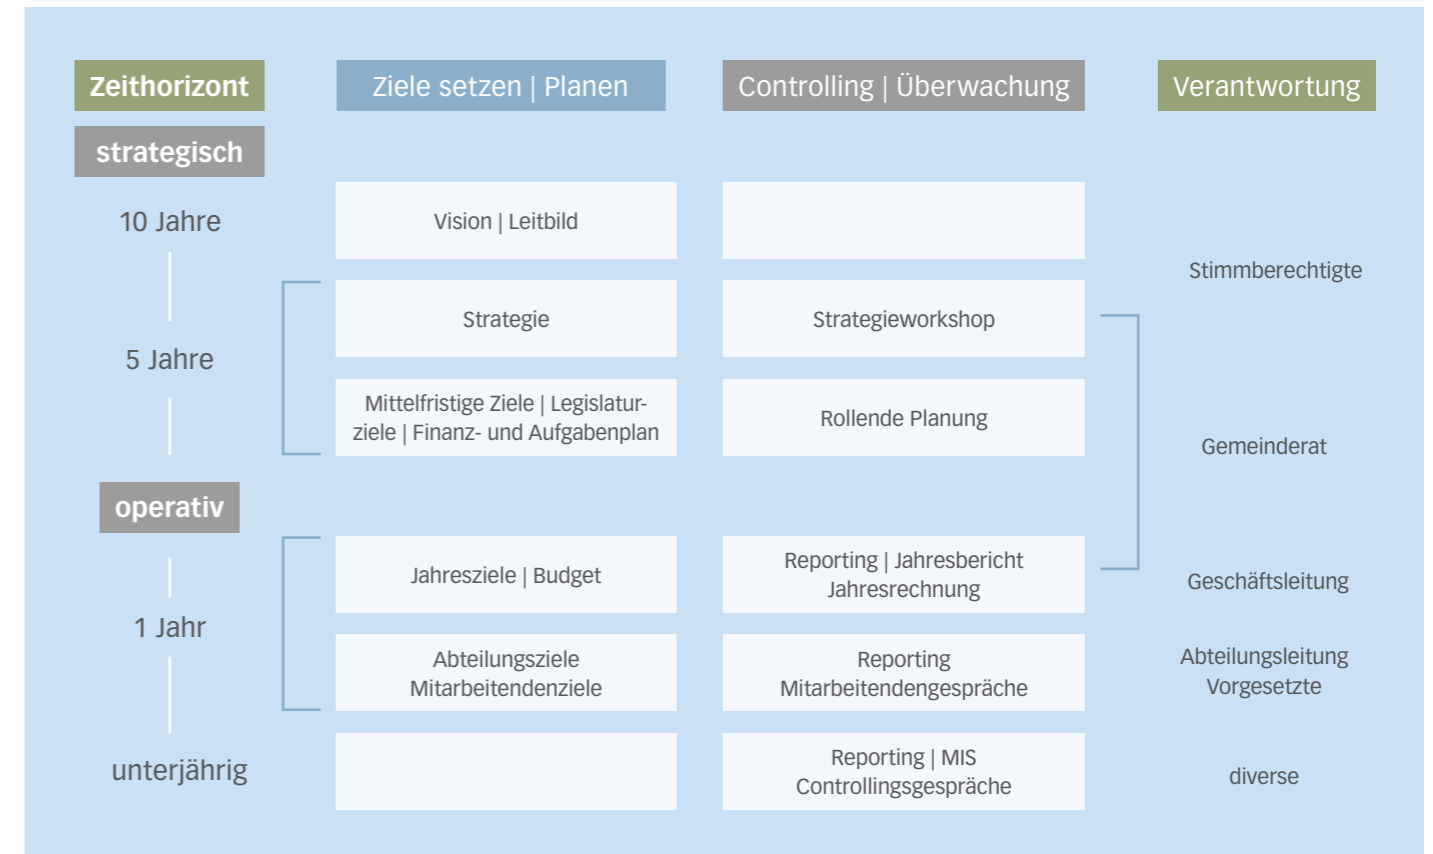 Zeithorizont
Ziele setzen | Planen
Controlling | Überwachung
Verantwortung
strategisch
10 Jahre
Vision | Leitbild
Stimmberechtigte
Strategie
Strategieworkshop
5 Jahre
Mittelfristige Ziele | Legislatur-
ziele | Finanz- und Aufgabenplan
Rollende Planung
Gemeinderat
operativ
Jahresziele | Budget
Reporting | Jahresbericht
Jahresrechnung
Geschäftsleitung
1 Jahr
Abteilungsziele
Mitarbeitendenziele
Reporting
Mitarbeitendengespräche
Abteilungsleitung
Vorgesetzte
unterjährig
Reporting | MIS
Controllingsgespräche
diverse